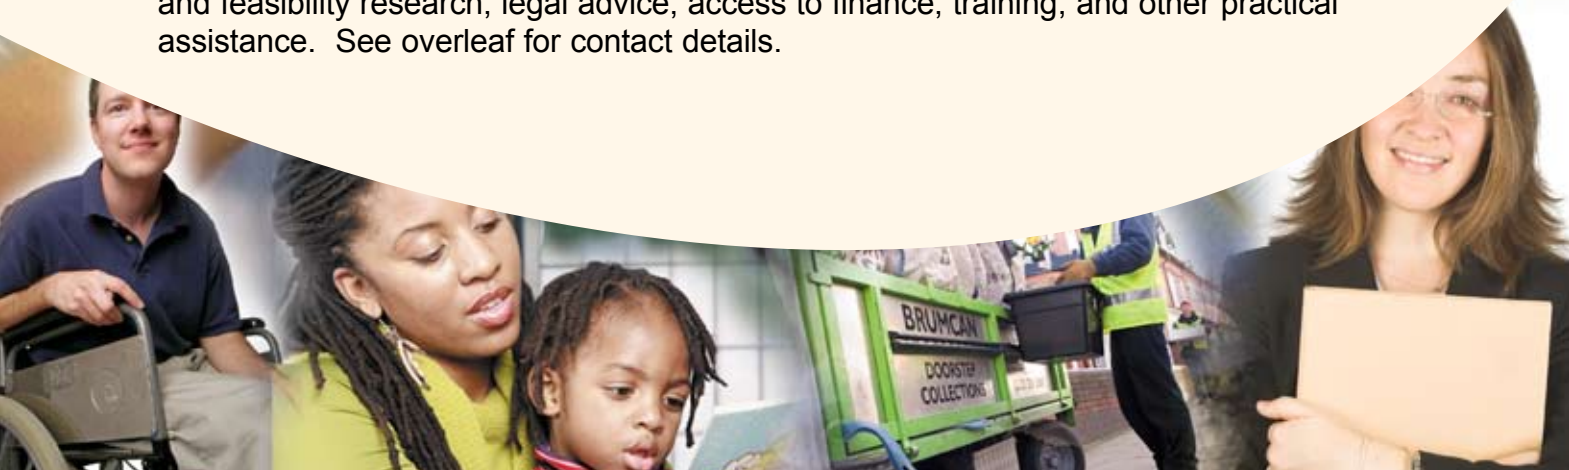 and feasibility research, legal advice, access to finance, training, and other practical
assistance.  See overleaf for contact details.
BRUMCAN
DOORSTEP
COLLECTIONS